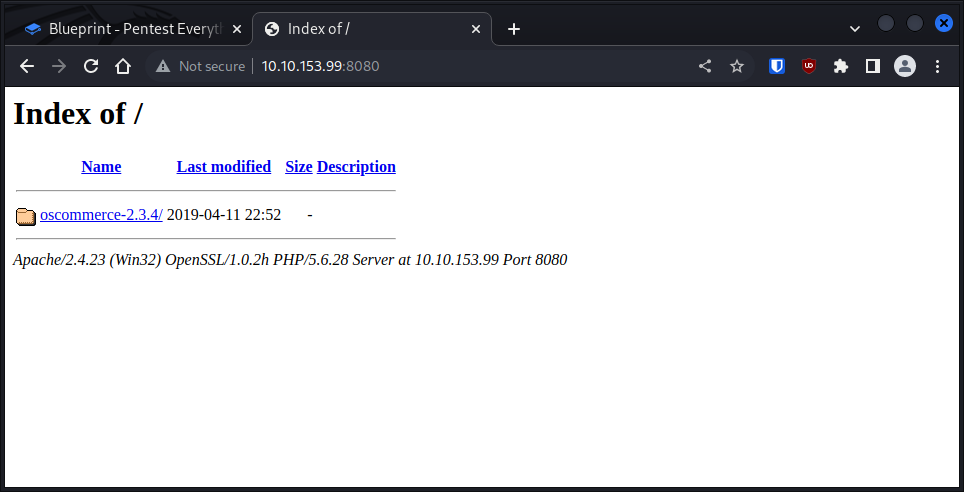 Blueprint - Pentest Everyth
Index of /
Not secure 10.10.153.99:8080
Index of /
Name Last modified Size Description
oscommerce-2.3.4/ 2019-04-11 22:52 -
Apache/2.4.23 (Win32) OpenSSL/1.0.2h PHP/5.6.28 Server at 10.10.153.99 Port 8080